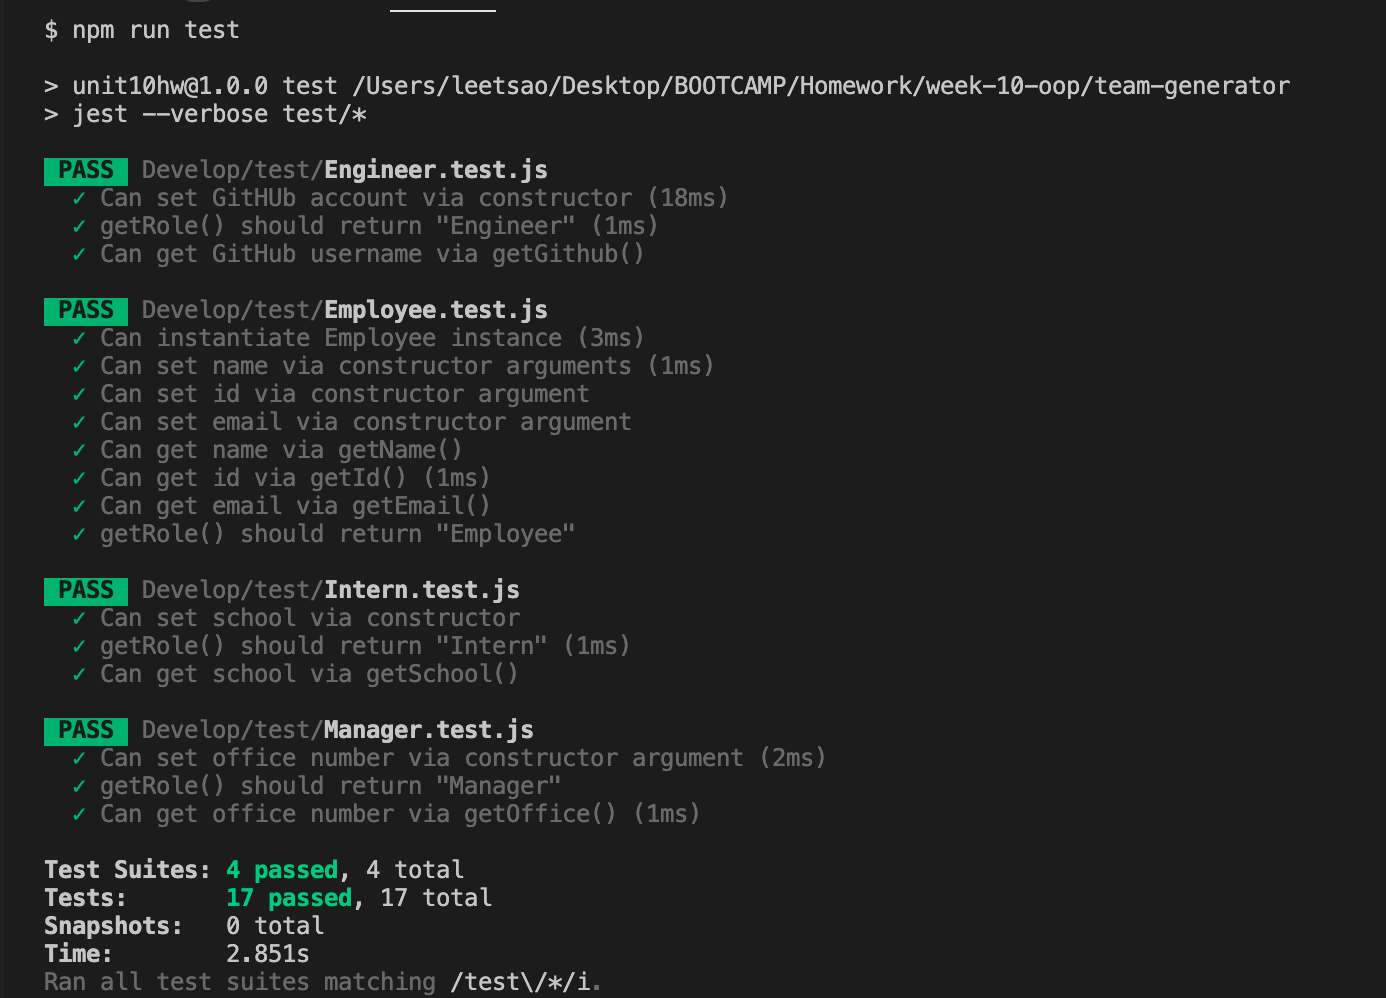 $ npm run test
> unit10hw@1.0.0 test /Users/leetsao/Desktop/BOOTCAMP/Homework/week-10-oop/team-generator
> jest --verbose test/*
PASS Develop/test/Engineer.test.js
✓ Can set GitHUb account via constructor (18ms)
✓ getRole() should return "Engineer" (1ms)
✓ Can get GitHub username via getGithub()
PASS Develop/test/Employee.test.js
✓ Can instantiate Employee instance (3ms)
✓ Can set name via constructor arguments (1ms)
✓ Can set id via constructor argument
✓ Can set email via constructor argument
✓ Can get name via getName()
✓ Can get id via getId() (1ms)
✓ Can get email via getEmail()
✓ getRole() should return "Employee"
PASS Develop/test/Intern.test.js
✓ Can set school via constructor
✓ getRole() should return "Intern" (1ms)
✓ Can get school via getSchool()
PASS Develop/test/Manager.test.js
✓ Can set office number via constructor argument (2ms)
✓ getRole() should return "Manager"
✓ Can get office number via getOffice() (1ms)
Test Suites: 4 passed, 4 total
Tests: 17 passed, 17 total
Snapshots: 0 total
Time: 2.851s
Ran all test suites matching /test\/*/i.